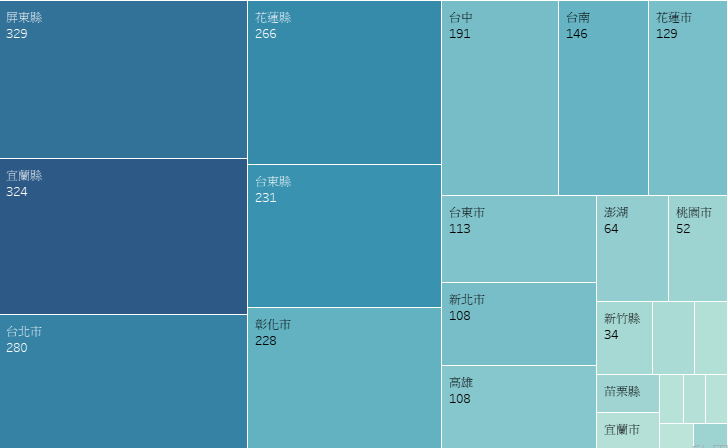 屏東縣
329
宜蘭縣
324
台北市
280
花蓮縣
266
台東縣
231
彰化市
228
台中
191
台南
146
花蓮市
129
台東市
113
新北市
108
高雄
108
澎湖
64
桃園市
52
新竹縣
34
苗栗縣
宜蘭市